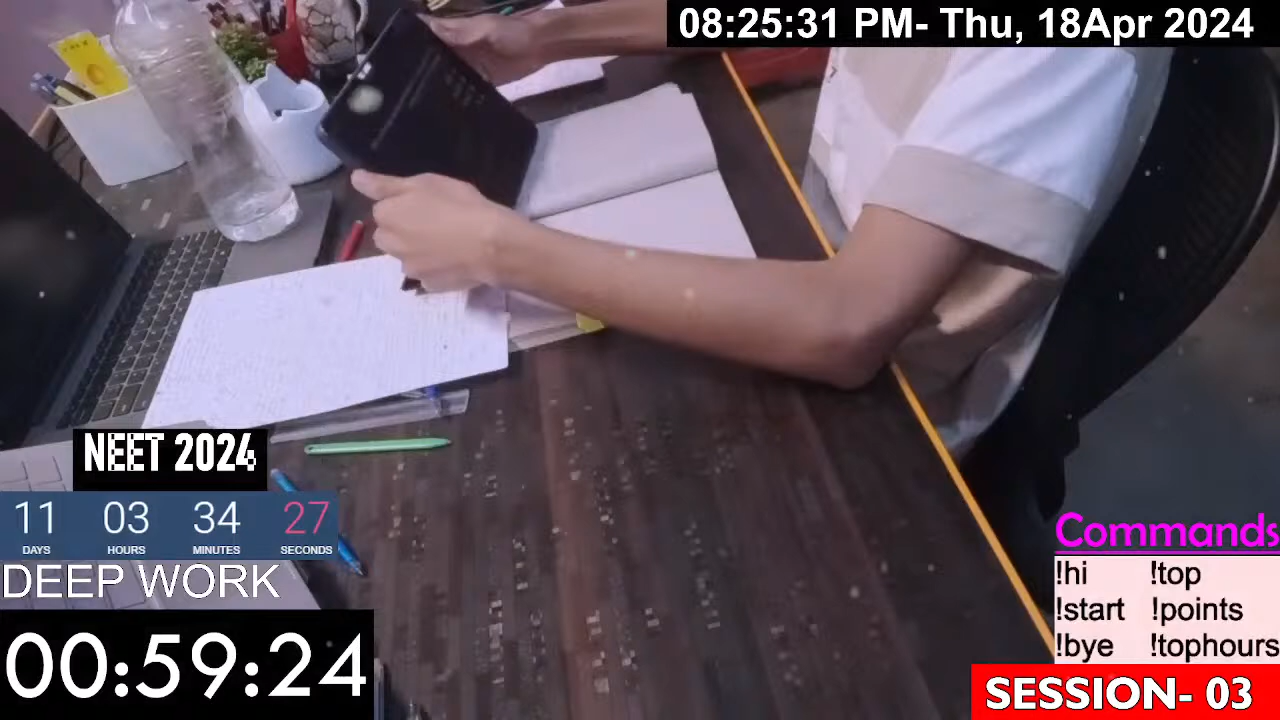 08:25:31 PM- Thu, 18Apr 2024
NEET 2024
11 03 34 27
DAYS HOURS MINUTES SECONDS
DEEP WORK
00:59:24
Commands
!hi !top
!start !points
!bye !tophours
SESSION- 03